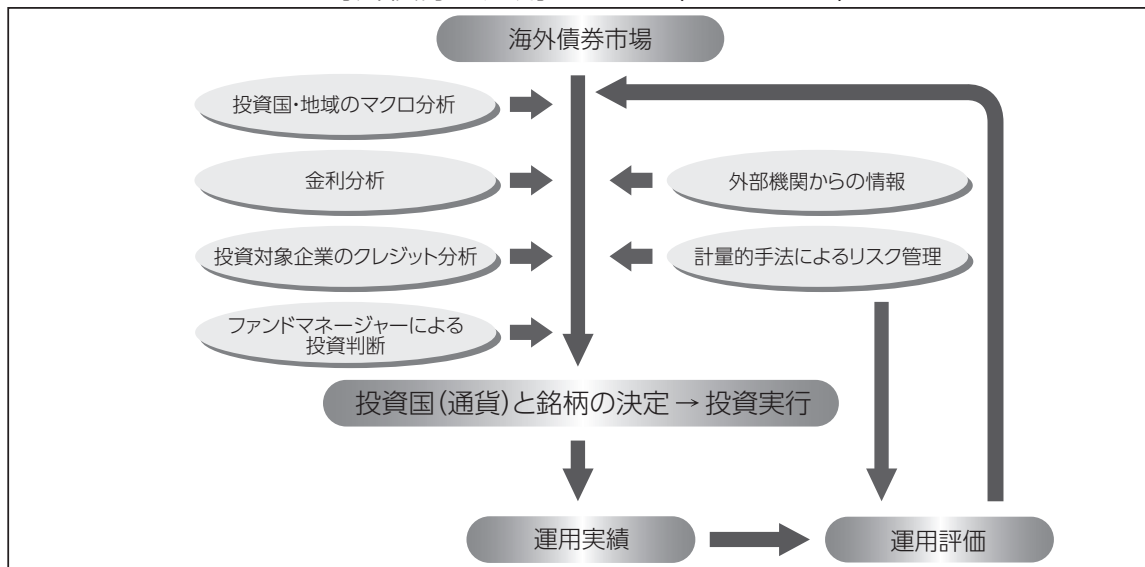 海外債券市場
投資国・地域のマクロ分析
金利分析
外部機関からの情報
投資対象企業のクレジット分析
計量的手法によるリスク管理
ファンドマネージャーによる
投資判断
投資国(通貨)と銘柄の決定 → 投資実行
運用実績
運用評価